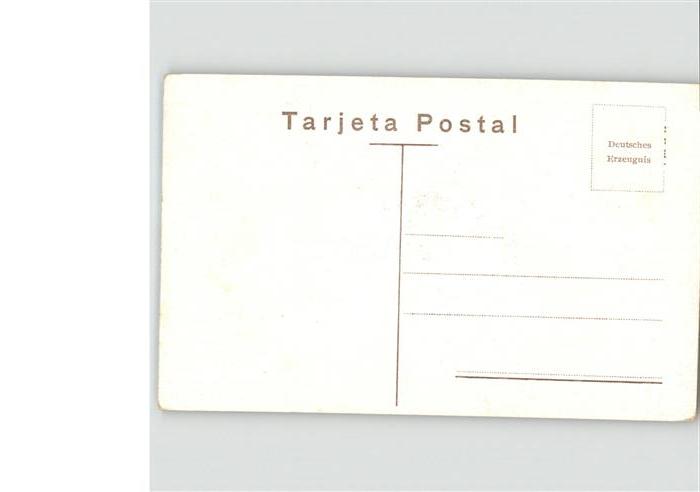 Tarjeta Postal
Deutsches
Erzeugnis